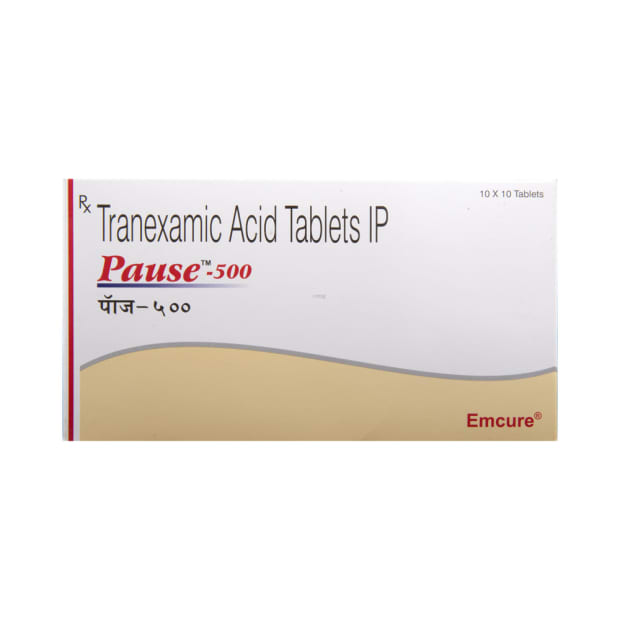 10 X 10 Tablets
Rx Tranexamic Acid Tablets IP
Pause™-500
पॅाज-५००
Emcure®